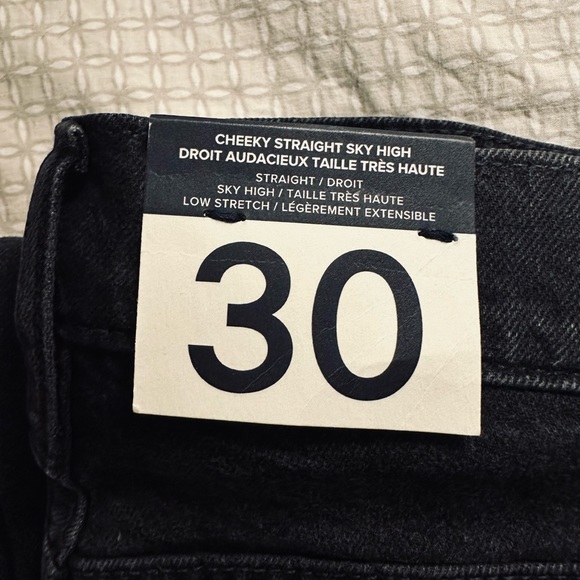 CHEEKY STRAIGHT SKY HIGH
DROIT AUDACIEUX TAILLE TRÈS HAUTE
STRAIGHT / DROIT
SKY HIGH / TAILLE TRÈS HAUTE
LOW STRETCH / LÉGÈREMENT EXTENSIBLE
30